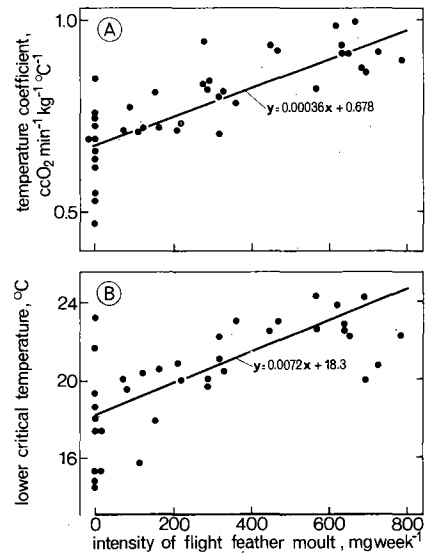 A
1.0
0.5
temperature coefficient,
ccO₂ min⁻¹ kg⁻¹ °C⁻¹
y=0.00036x + 0.678
B
24
20
16
lower critical temperature, °C
y=0.0072x + 18.3
0 200 400 600 800
intensity of flight feather moult, mg week⁻¹